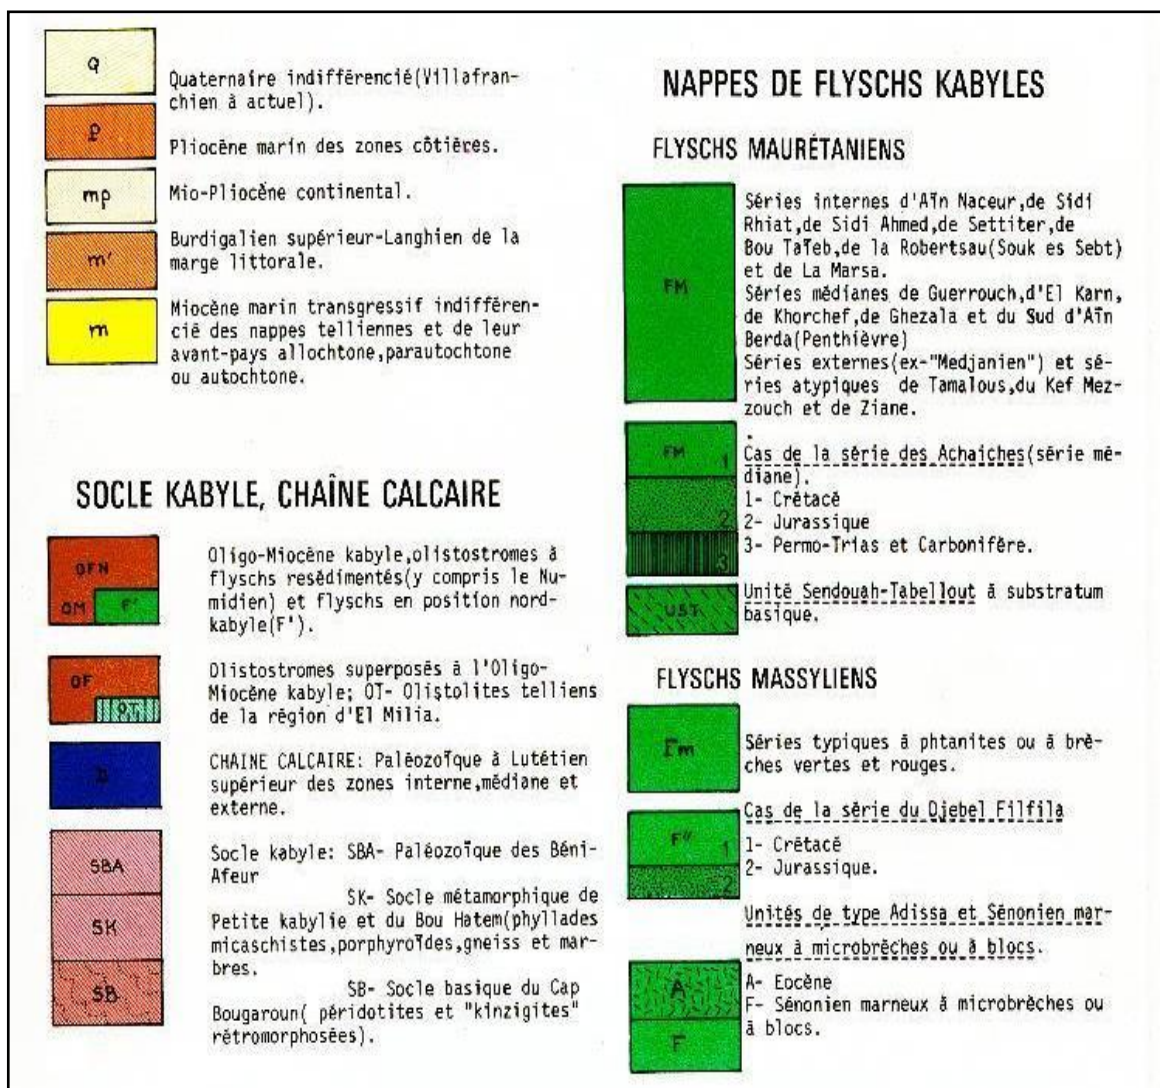 q
Quaternaire indifférencié(Villafran-
chien à actuel).
P
Pliocène marin des zones côtières.
mp
Mio-Pliocène continental.
m'
Burdigalien supérieur-Langhien de la
marge littorale.
m
Miocène marin transgressif indifféren-
cié des nappes telliennes et de leur
avant-pays allochtone,parautochtone
ou autochtone.
SOCLE KABYLE, CHAÎNE CALCAIRE
OFN
OM
F'
Oligo-Miocène kabyle,olistostromes à
flyschs resédimentés(y compris le Nu-
midien) et flyschs en position nord-
kabyle(F').
OF
OT
Olistostromes superposés à l'Oligo-
Miocène kabyle; OT- Olistolites telliens
de la région d'El Milia.
CHAINE CALCAIRE: Paléozoïque à Lutétien
supérieur des zones interne,médiane et
externe.
SBA
SK
SB
Socle kabyle: SBA- Paléozoïque des Béni-
Afeur
SK- Socle métamorphique de
Petite kabylie et du Bou Hatem(phyllades
micaschistes,porphyroïdes,gneiss et mar-
bres.
SB- Socle basique du Cap
Bougaroun( péridotites et "kinzigites"
rétromorphosées).
NAPPES DE FLYSCHS KABYLES
FLYSCHS MAURÉTANIENS
FM
Séries internes d'Aïn Naceur,de Sidi
Rhiat,de Sidi Ahmed,de Settiter,de
Bou Taïeb,de la Robertsau(Souk es Sebt)
et de La Marsa.
Séries médianes de Guerrouch,d'El Karn,
de Khorchef,de Ghezala et du Sud d'Aïn
Berda(Penthièvre)
Séries externes(ex-"Medjanien") et sé-
ries atypiques de Tamalous,du Kef Mez-
zouch et de Ziane.
FM 1
2
3
Cas de la série des Achaiches(série mé-
diane).
1- Crétacé
2- Jurassique
3- Permo-Trias et Carbonifère.
UST
Unité Sendouah-Tabellout à substratum
basique.
FLYSCHS MASSYLIENS
Fm
Séries typiques à phtanites ou à brè-
ches vertes et rouges.
Cas de la série du Djebel Filfila
F" 1
2
1- Crétacé
2- Jurassique.
Unités de type Adissa et Sénonien mar-
neux à microbrèches ou à blocs.
A
F
A- Eocène
F- Sénonien marneux à microbrèches ou
à blocs.